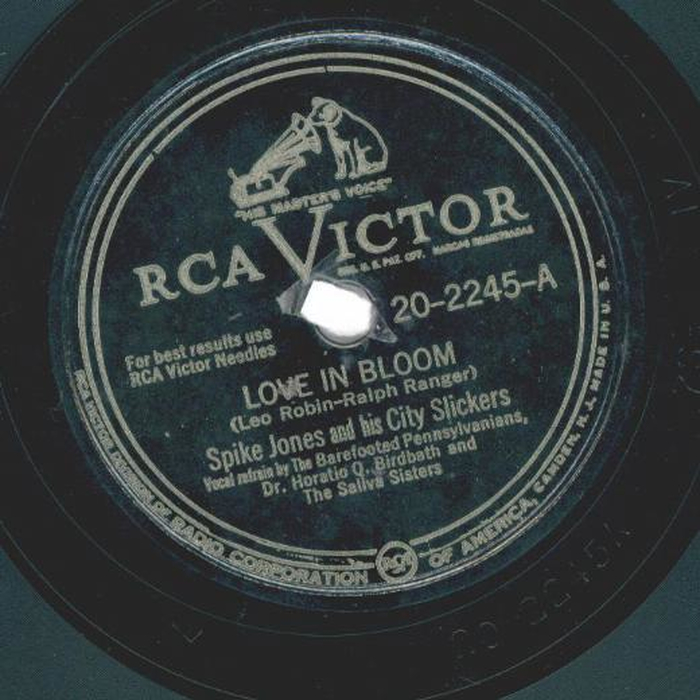 "HIS MASTER'S VOICE"
RCA VICTOR
REG. U. S. PAT. OFF. MARCAS REGISTRADAS
20-2245-A
For best results use
RCA Victor Needles
LOVE IN BLOOM
(Leo Robin-Ralph Ranger)
Spike Jones and his City Slickers
Vocal refrain by The Barefooted Pennsylvanians,
Dr. Horatio Q. Birdbath and
The Saliva Sisters
RCA VICTOR DIVISION OF RADIO CORPORATION RCA OF AMERICA, CAMDEN, N. J. MADE IN U. S. A.